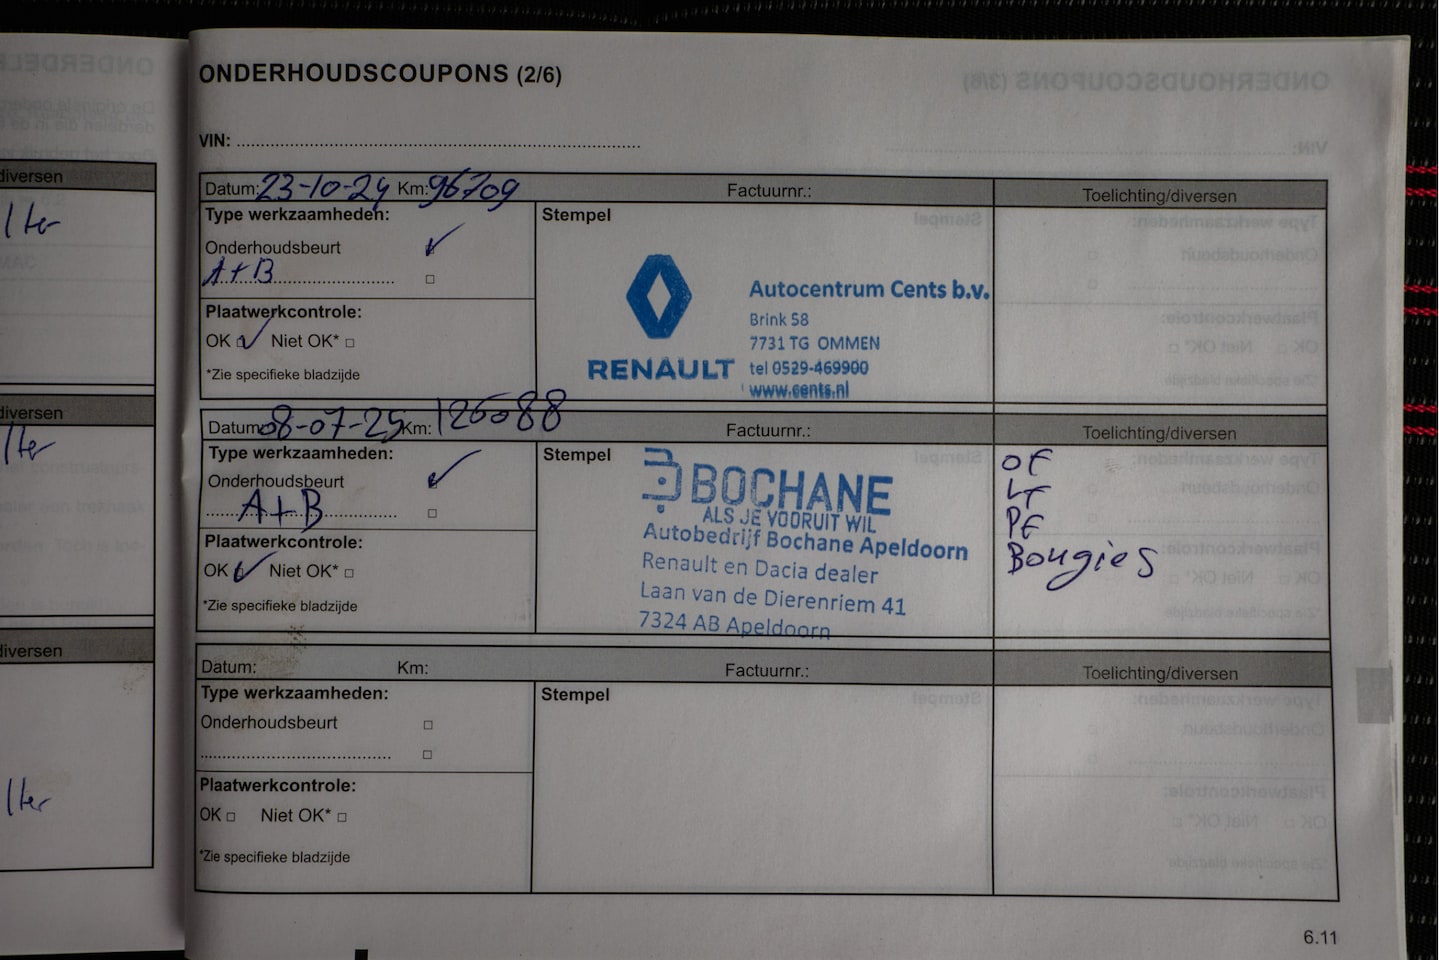 ONDERHOUDSCOUPONS (2/6)
VIN:
Datum: 23-10-24 Km: 96709 Factuurnr.: Toelichting/diversen
Type werkzaamheden: Stempel
Onderhoudsbeurt ✓
A+B
Plaatwerkcontrole:
OK ✓ Niet OK*
*Zie specifieke bladzijde
RENAULT
Autocentrum Cents b.v.
Brink 58
7731 TG OMMEN
tel 0529-469900
www.cents.nl
Datum: 08-07-25 Km: 126088 Factuurnr.: Toelichting/diversen
Type werkzaamheden: Stempel
Onderhoudsbeurt ✓
A+B
Plaatwerkcontrole:
OK ✓ Niet OK*
*Zie specifieke bladzijde
BOCHANE
ALS JE VOORUIT WIL
Autobedrijf Bochane Apeldoorn
Renault en Dacia dealer
Laan van de Dierenriem 41
7324 AB Apeldoorn
OF
LF
PF
Bougies
Datum: Km: Factuurnr.: Toelichting/diversen
Type werkzaamheden: Stempel
Onderhoudsbeurt
Plaatwerkcontrole:
OK Niet OK*
*Zie specifieke bladzijde
6.11
diversen
diversen
diversen